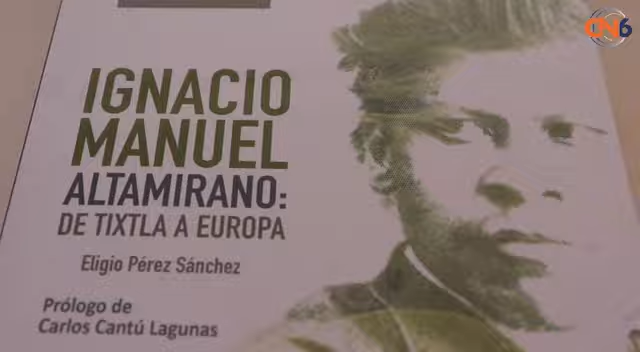 IGNACIO
MANUEL
ALTAMIRANO:
DE TIXTLA A EUROPA
Eligio Pérez Sánchez
Prólogo de
Carlos Cantú Lagunas
CN6